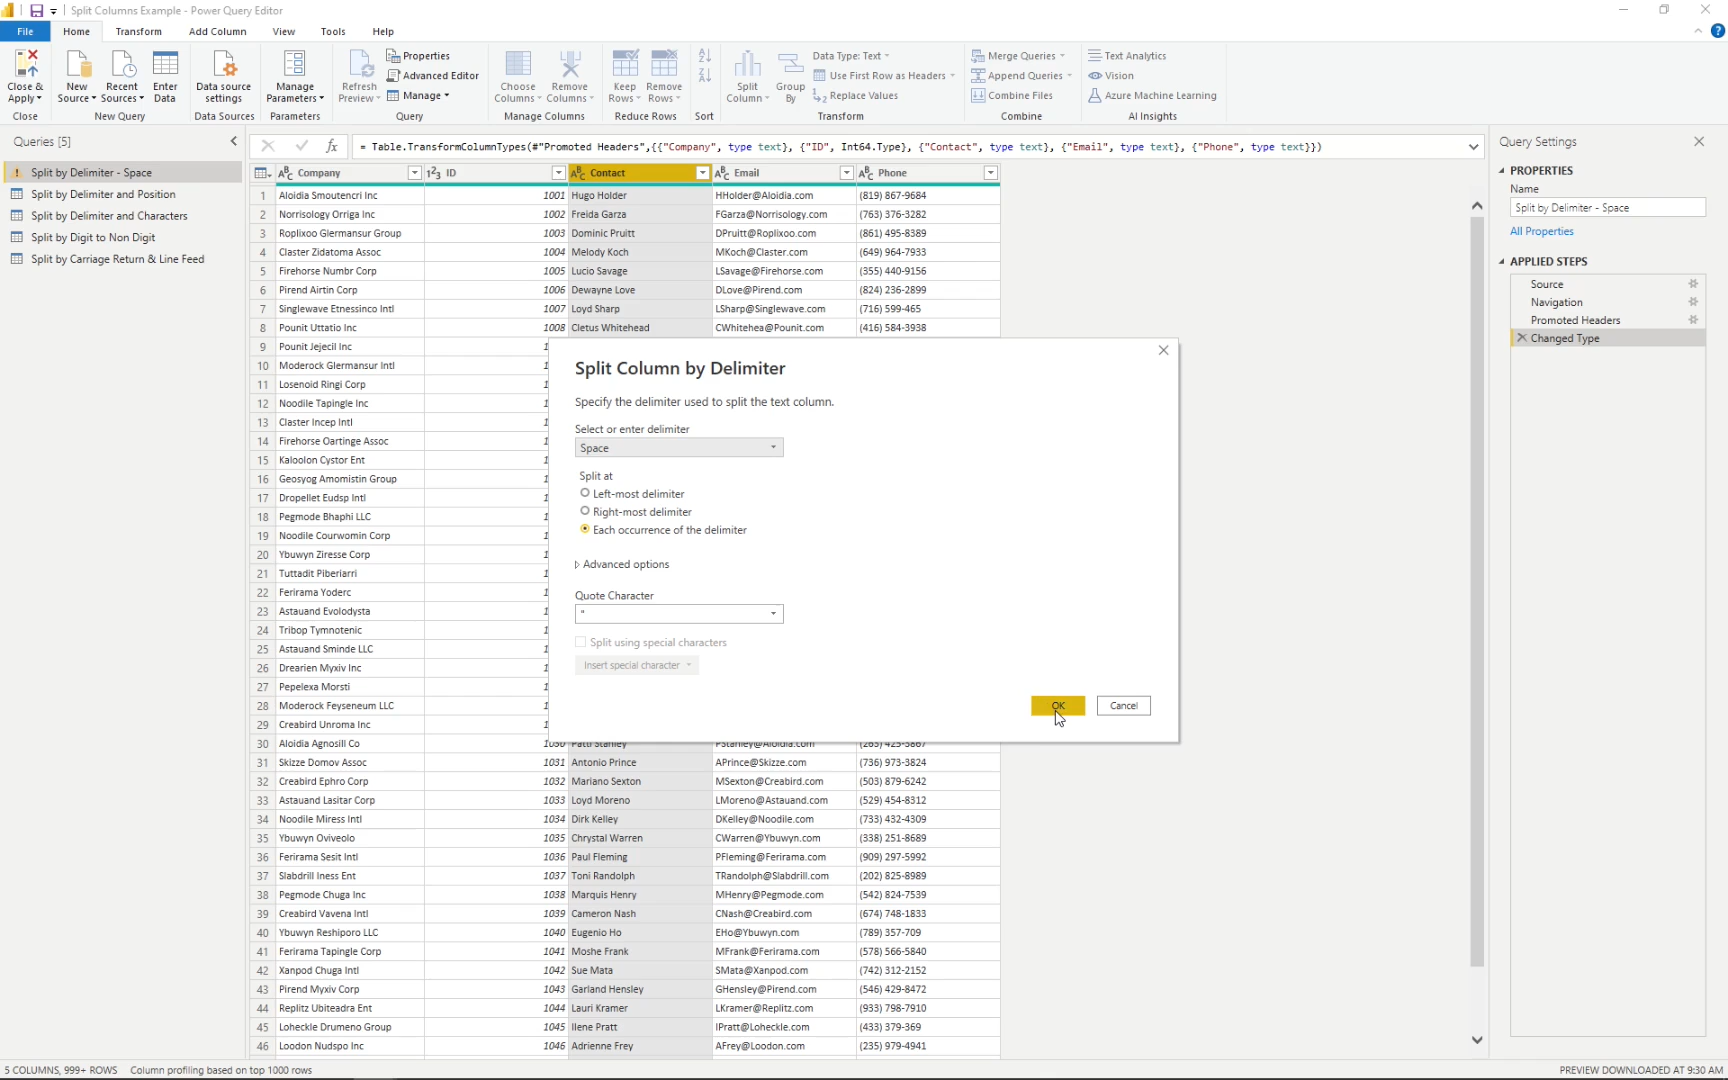 Split Columns Example - Power Query Editor
File Home Transform Add Column View Tools Help
Close & Apply
New Source
Recent Sources
Enter Data
Data source settings
Manage Parameters
Refresh Preview
Properties
Advanced Editor
Manage
Choose Columns
Remove Columns
Keep Rows
Remove Rows
Split Column
Group By
Data Type: Text
Use First Row as Headers
Replace Values
Merge Queries
Append Queries
Combine Files
Text Analytics
Vision
Azure Machine Learning
Close New Query Data Sources Parameters Query Manage Columns Reduce Rows Sort Transform Combine AI Insights
Queries [5]
Split by Delimiter - Space
Split by Delimiter and Position
Split by Delimiter and Characters
Split by Digit to Non Digit
Split by Carriage Return & Line Feed
fx = Table.TransformColumnTypes(#"Promoted Headers",{{"Company", type text}, {"ID", Int64.Type}, {"Contact", type text}, {"Email", type text}, {"Phone", type text}})
Company ID Contact Email Phone
1 Aloidia Smoutencri Inc 1001 Hugo Holder HHolder@Aloidia.com (819) 867-9684
2 Norrisology Orriga Inc 1002 Freida Garza FGarza@Norrisology.com (763) 376-3282
3 Roplixoo Glermansur Group 1003 Dominic Pruitt DPruitt@Roplixoo.com (861) 495-8389
4 Claster Zidatoma Assoc 1004 Melody Koch MKoch@Claster.com (649) 964-7933
5 Firehorse Numbr Corp 1005 Lucio Savage LSavage@Firehorse.com (355) 440-9156
6 Pirend Airtin Corp 1006 Dewayne Love DLove@Pirend.com (824) 236-2899
7 Singlewave Etnessinco Intl 1007 Loyd Sharp LSharp@Singlewave.com (716) 599-465
8 Pounit Uttatio Inc 1008 Cletus Whitehead CWhitehea@Pounit.com (416) 584-3938
9 Pounit Jejecil Inc
10 Moderock Glermansur Intl
11 Losenoid Ringi Corp
12 Noodile Tapingle Inc
13 Claster Incep Intl
14 Firehorse Oartinge Assoc
15 Kaloolon Cystor Ent
16 Geosyog Amomistin Group
17 Dropellet Eudsp Intl
18 Pegmode Bhaphi LLC
19 Noodile Courwomin Corp
20 Ybuwyn Ziresse Corp
21 Tuttadit Piberiarri
22 Ferirama Yoderc
23 Astauand Evolodysta
24 Tribop Tymnotenic
25 Astauand Sminde LLC
26 Drearien Myxiv Inc
27 Pepelexa Morsti
28 Moderock Feyseneum LLC
29 Creabird Unroma Inc
30 Aloidia Agnosill Co 1030 Patti Stanley PStanley@Aloidia.com (265) 425-3867
31 Skizze Domov Assoc 1031 Antonio Prince APrince@Skizze.com (736) 973-3824
32 Creabird Ephro Corp 1032 Mariano Sexton MSexton@Creabird.com (503) 879-6242
33 Astauand Lasitar Corp 1033 Loyd Moreno LMoreno@Astauand.com (529) 454-8312
34 Noodile Miress Intl 1034 Dirk Kelley DKelley@Noodile.com (733) 432-4309
35 Ybuwyn Oviveolo 1035 Chrystal Warren CWarren@Ybuwyn.com (338) 251-8689
36 Ferirama Sesit Intl 1036 Paul Fleming PFleming@Ferirama.com (909) 297-5992
37 Slabdrill Iness Ent 1037 Toni Randolph TRandolph@Slabdrill.com (202) 825-8989
38 Pegmode Chuga Inc 1038 Marquis Henry MHenry@Pegmode.com (542) 824-7539
39 Creabird Vavena Intl 1039 Cameron Nash CNash@Creabird.com (674) 748-1833
40 Ybuwyn Reshiporo LLC 1040 Eugenio Ho EHo@Ybuwyn.com (789) 357-709
41 Ferirama Tapingle Corp 1041 Moshe Frank MFrank@Ferirama.com (578) 566-5840
42 Xanpod Chuga Intl 1042 Sue Mata SMata@Xanpod.com (742) 312-2152
43 Pirend Myxiv Corp 1043 Garland Hensley GHensley@Pirend.com (546) 429-8472
44 Replitz Ubiteadra Ent 1044 Lauri Kramer LKramer@Replitz.com (933) 798-7910
45 Loheckle Drumeno Group 1045 Ilene Pratt IPratt@Loheckle.com (433) 379-369
46 Loodon Nudspo Inc 1046 Adrienne Frey AFrey@Loodon.com (235) 979-4941
Split Column by Delimiter
Specify the delimiter used to split the text column.
Select or enter delimiter
Space
Split at
Left-most delimiter
Right-most delimiter
Each occurrence of the delimiter
Advanced options
Quote Character
"
Split using special characters
Insert special character
OK Cancel
Query Settings
PROPERTIES
Name
Split by Delimiter - Space
All Properties
APPLIED STEPS
Source
Navigation
Promoted Headers
Changed Type
5 COLUMNS, 999+ ROWS Column profiling based on top 1000 rows
PREVIEW DOWNLOADED AT 9:30 AM